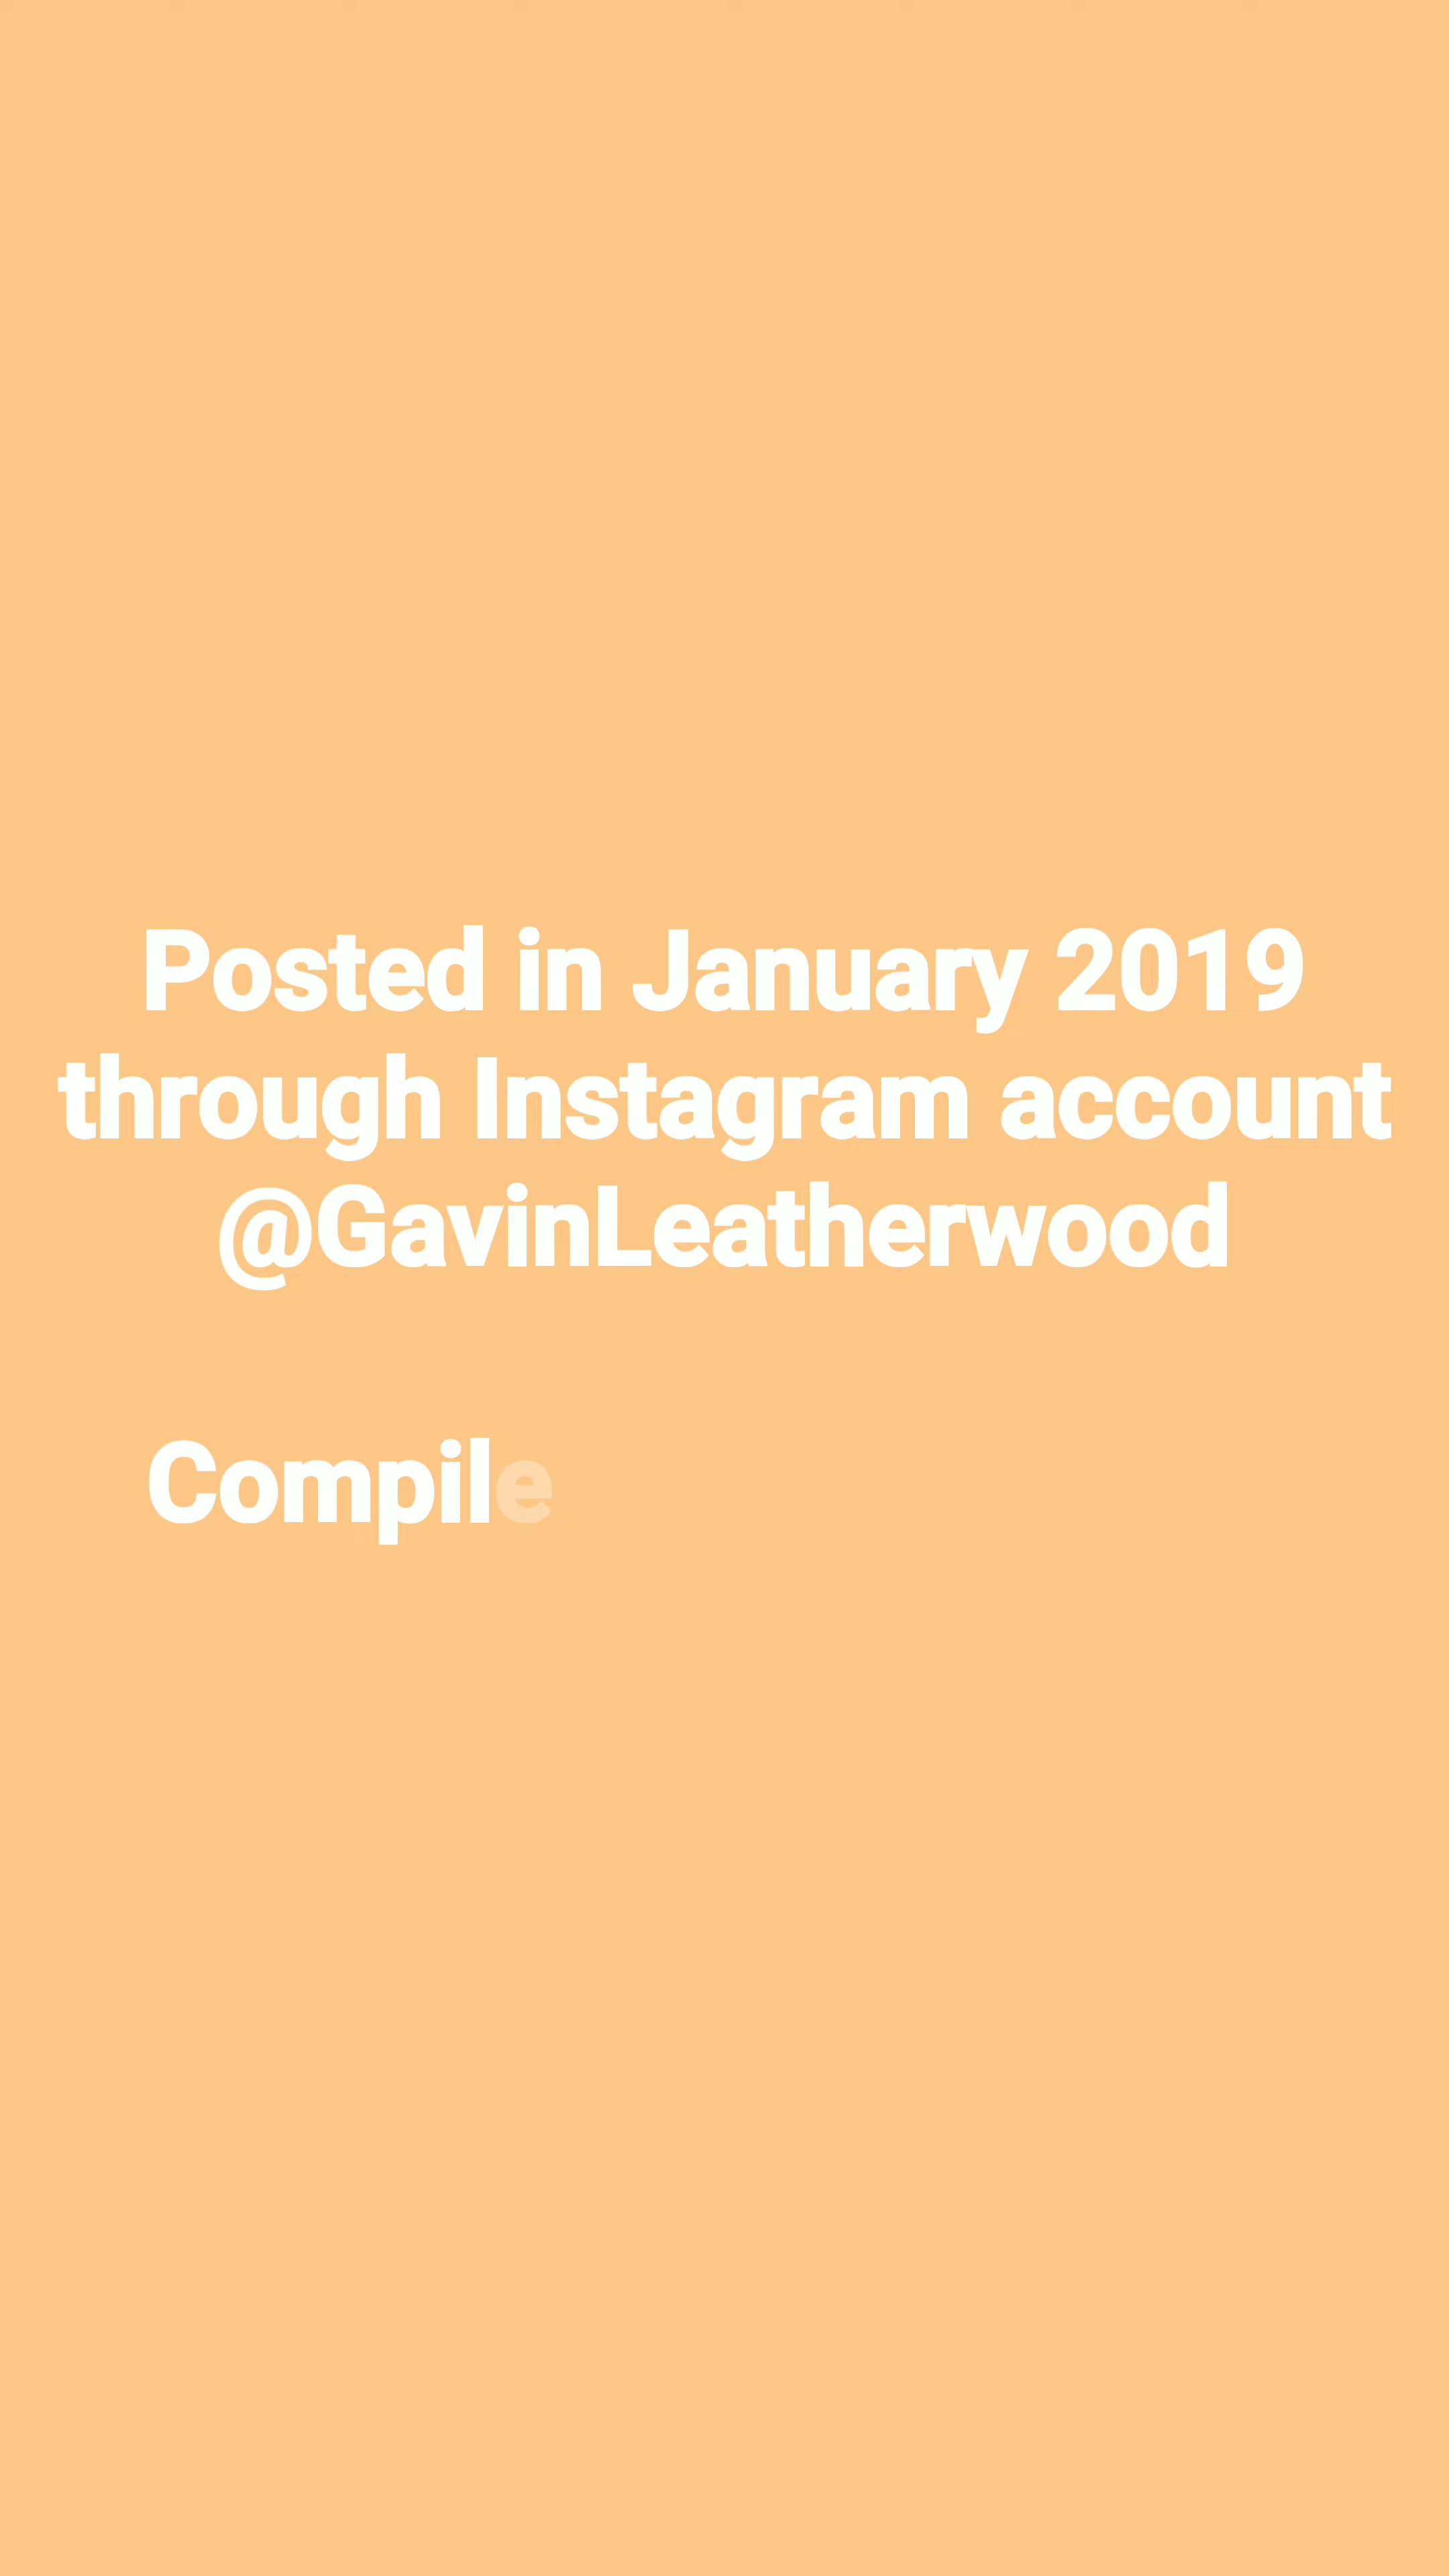 Posted in January 2019
through Instagram account
@GavinLeatherwood
Compile